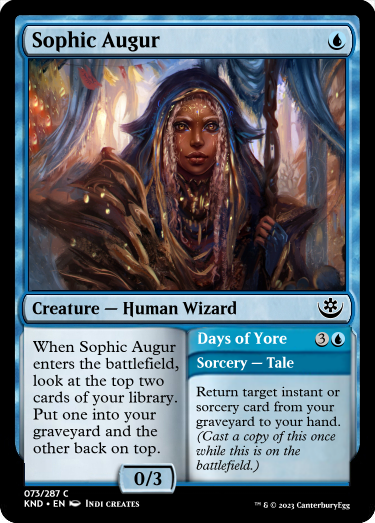 Sophic Augur
Creature — Human Wizard
When Sophic Augur
enters the battlefield,
look at the top two
cards of your library.
Put one into your
graveyard and the
other back on top.
Days of Yore 3
Sorcery — Tale
Return target instant or
sorcery card from your
graveyard to your hand.
(Cast a copy of this once
while this is on the
battlefield.)
0/3
073/287 C
KND • EN INDI CREATES
™ & © 2023 CanterburyEgg